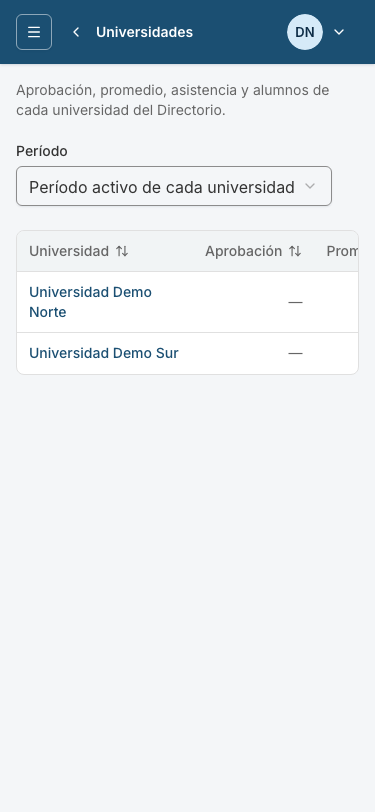 Universidades
DN
Aprobación, promedio, asistencia y alumnos de
cada universidad del Directorio.
Período
Período activo de cada universidad
Universidad Aprobación Prom
Universidad Demo
Norte
—
Universidad Demo Sur —